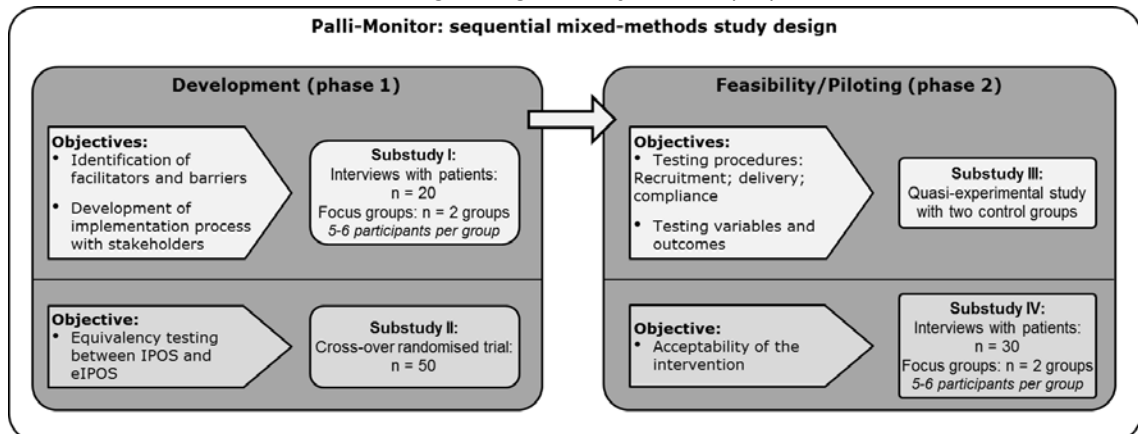 Palli-Monitor: sequential mixed-methods study design
Development (phase 1)
Objectives:
• Identification of
facilitators and barriers
• Development of
implementation process
with stakeholders
Substudy I:
Interviews with patients:
n = 20
Focus groups: n = 2 groups
5-6 participants per group
Objective:
• Equivalency testing
between IPOS and
eIPOS
Substudy II:
Cross-over randomised trial:
n = 50
Feasibility/Piloting (phase 2)
Objectives:
• Testing procedures:
Recruitment; delivery;
compliance
• Testing variables and
outcomes
Substudy III:
Quasi-experimental study
with two control groups
Objective:
• Acceptability of the
intervention
Substudy IV:
Interviews with patients:
n = 30
Focus groups: n = 2 groups
5-6 participants per group